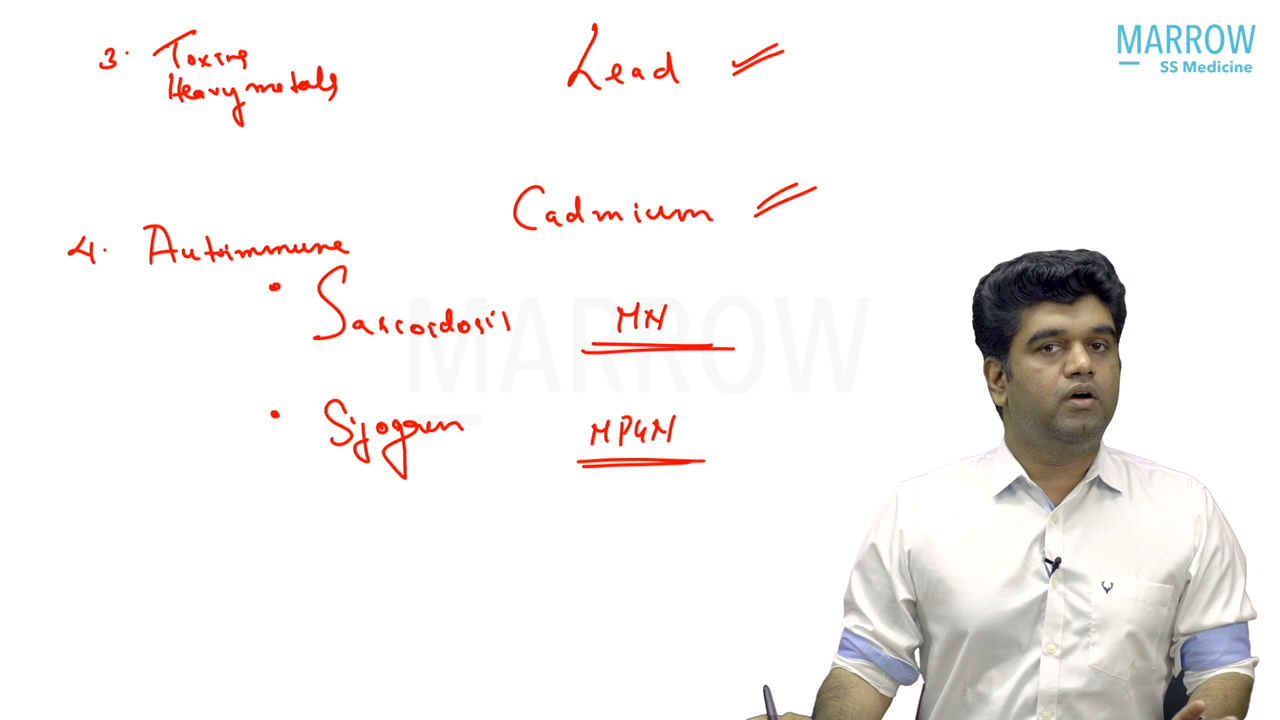 MARROW
SS Medicine
3. Toxins
Heavy metals
Lead
Cadmium
4. Autoimmune
• Sarcoidosis MN
• Sjogren MPGN
MARROW